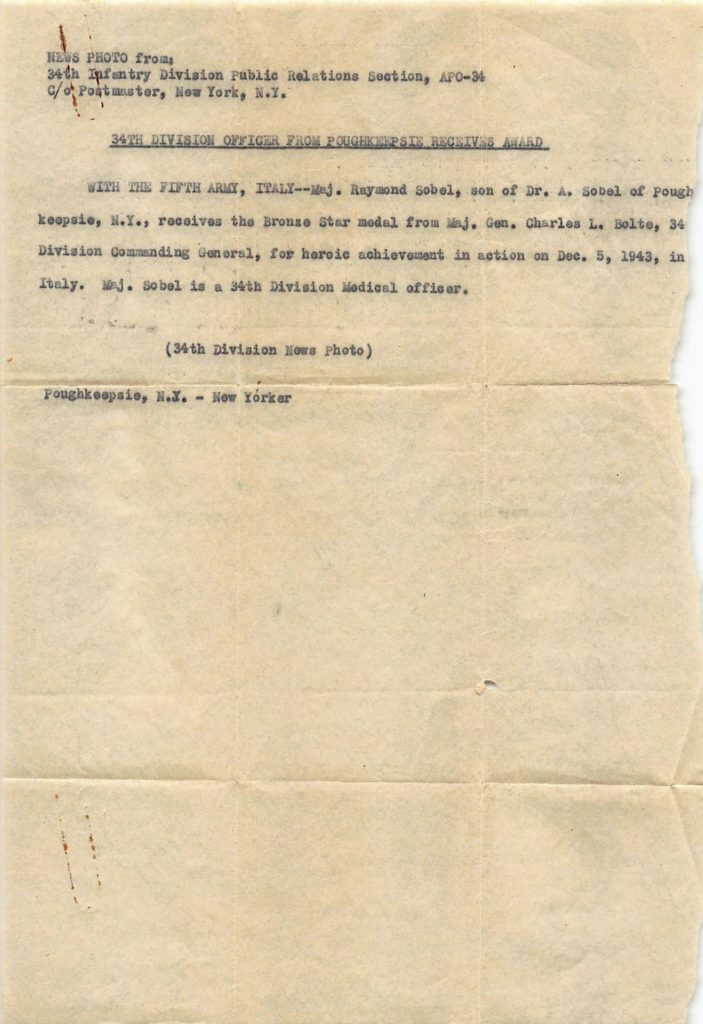 NEWS PHOTO from:
34th Infantry Division Public Relations Section, APO-34
C/o Postmaster, New York, N.Y.
34TH DIVISION OFFICER FROM POUGHKEEPSIE RECEIVES AWARD
WITH THE FIFTH ARMY, ITALY--Maj. Raymond Sobel, son of Dr. A. Sobel of Pough
keepsie, N.Y., receives the Bronze Star medal from Maj. Gen. Charles L. Bolte, 34
Division Commanding General, for heroic achievement in action on Dec. 5, 1943, in
Italy. Maj. Sobel is a 34th Division Medical officer.
(34th Division News Photo)
Poughkeepsie, N.Y. - New Yorker